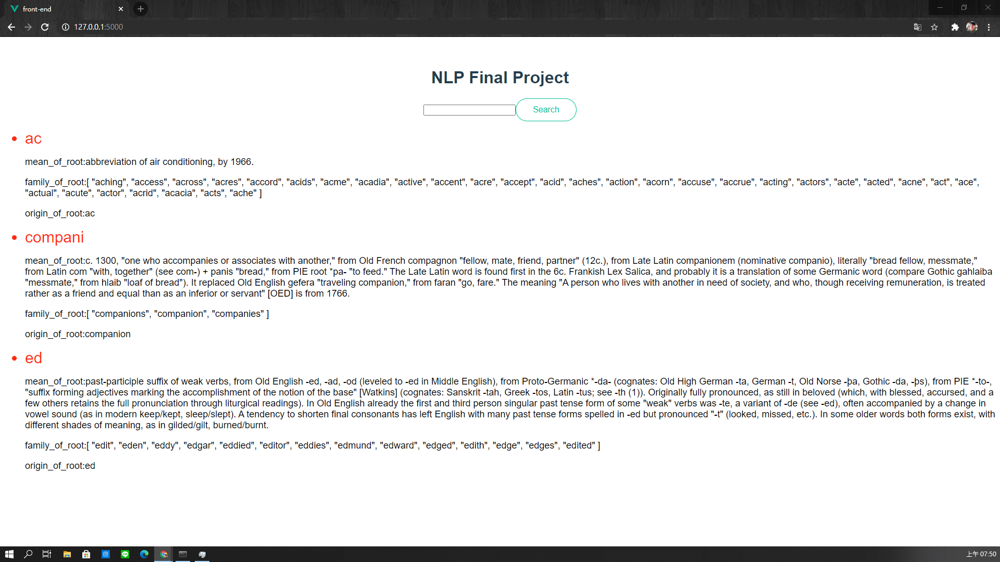 front-end
127.0.0.1:5000
NLP Final Project
Search
ac
mean_of_root:abbreviation of air conditioning, by 1966.
family_of_root:[ "aching", "access", "across", "acres", "accord", "acids", "acme", "acadia", "active", "accent", "acre", "accept", "acid", "aches", "action", "acorn", "accuse", "accrue", "acting", "actors", "acte", "acted", "acne", "act", "ace",
"actual", "acute", "actor", "acrid", "acacia", "acts", "ache" ]
origin_of_root:ac
compani
mean_of_root:c. 1300, "one who accompanies or associates with another," from Old French compagnon "fellow, mate, friend, partner" (12c.), from Late Latin companionem (nominative companio), literally "bread fellow, messmate,"
from Latin com "with, together" (see com-) + panis "bread," from PIE root *pa- "to feed." The Late Latin word is found first in the 6c. Frankish Lex Salica, and probably it is a translation of some Germanic word (compare Gothic gahlaiba
"messmate," from hlaib "loaf of bread"). It replaced Old English gefera "traveling companion," from faran "go, fare." The meaning "A person who lives with another in need of society, and who, though receiving remuneration, is treated
rather as a friend and equal than as an inferior or servant" [OED] is from 1766.
family_of_root:[ "companions", "companion", "companies" ]
origin_of_root:companion
ed
mean_of_root:past-participle suffix of weak verbs, from Old English -ed, -ad, -od (leveled to -ed in Middle English), from Proto-Germanic *-da- (cognates: Old High German -ta, German -t, Old Norse -þa, Gothic -da, -þs), from PIE *-to-,
"suffix forming adjectives marking the accomplishment of the notion of the base" [Watkins] (cognates: Sanskrit -tah, Greek -tos, Latin -tus; see -th (1)). Originally fully pronounced, as still in beloved (which, with blessed, accursed, and a
few others retains the full pronunciation through liturgical readings). In Old English already the first and third person singular past tense form of some "weak" verbs was -te, a variant of -de (see -ed), often accompanied by a change in
vowel sound (as in modern keep/kept, sleep/slept). A tendency to shorten final consonants has left English with many past tense forms spelled in -ed but pronounced "-t" (looked, missed, etc.). In some older words both forms exist, with
different shades of meaning, as in gilded/gilt, burned/burnt.
family_of_root:[ "edit", "eden", "eddy", "edgar", "eddied", "editor", "eddies", "edmund", "edward", "edged", "edith", "edge", "edges", "edited" ]
origin_of_root:ed
上午 07:50